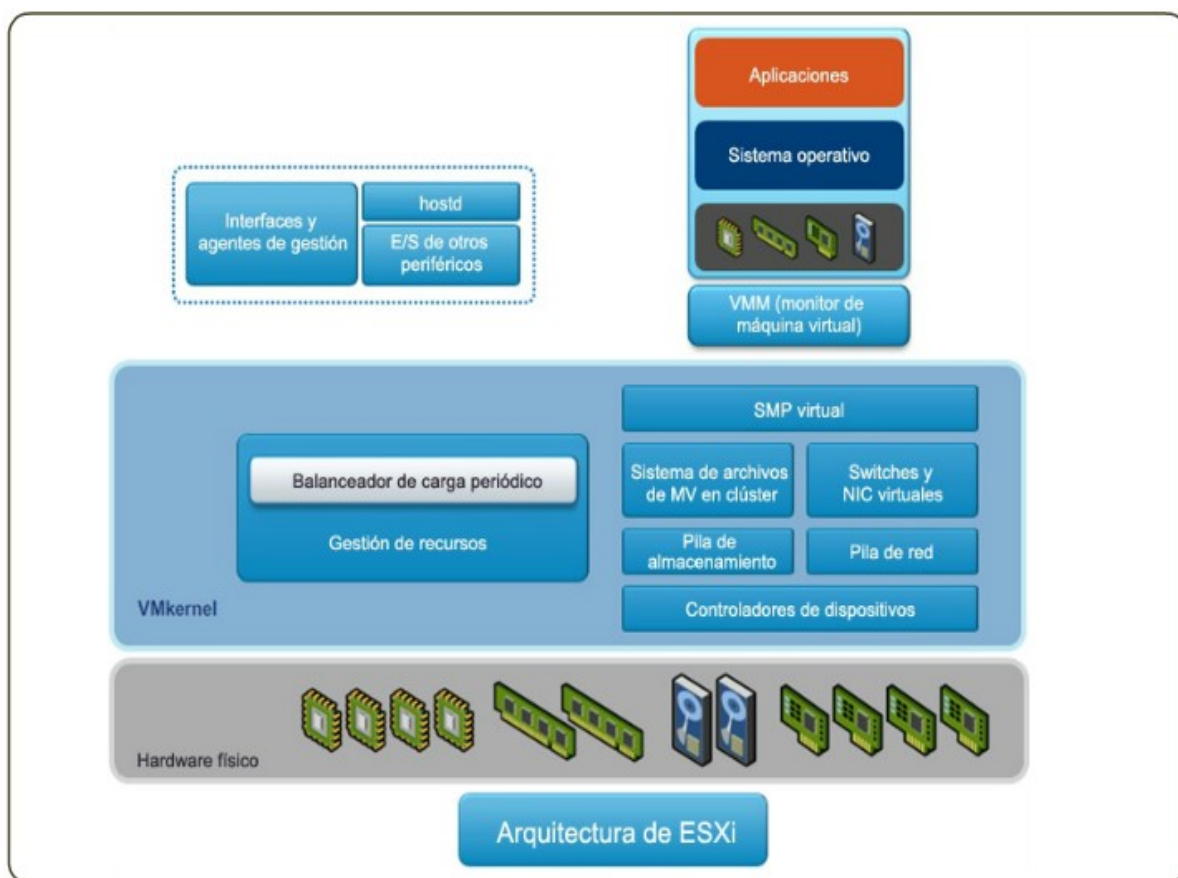 Aplicaciones
Sistema operativo
Interfaces y
agentes de gestión
hostd
E/S de otros
periféricos
VMM (monitor de
máquina virtual)
SMP virtual
Balanceador de carga periódico
Gestión de recursos
Sistema de archivos
de MV en clúster
Switches y
NIC virtuales
Pila de
almacenamiento
Pila de red
Controladores de dispositivos
VMkernel
Hardware físico
Arquitectura de ESXi